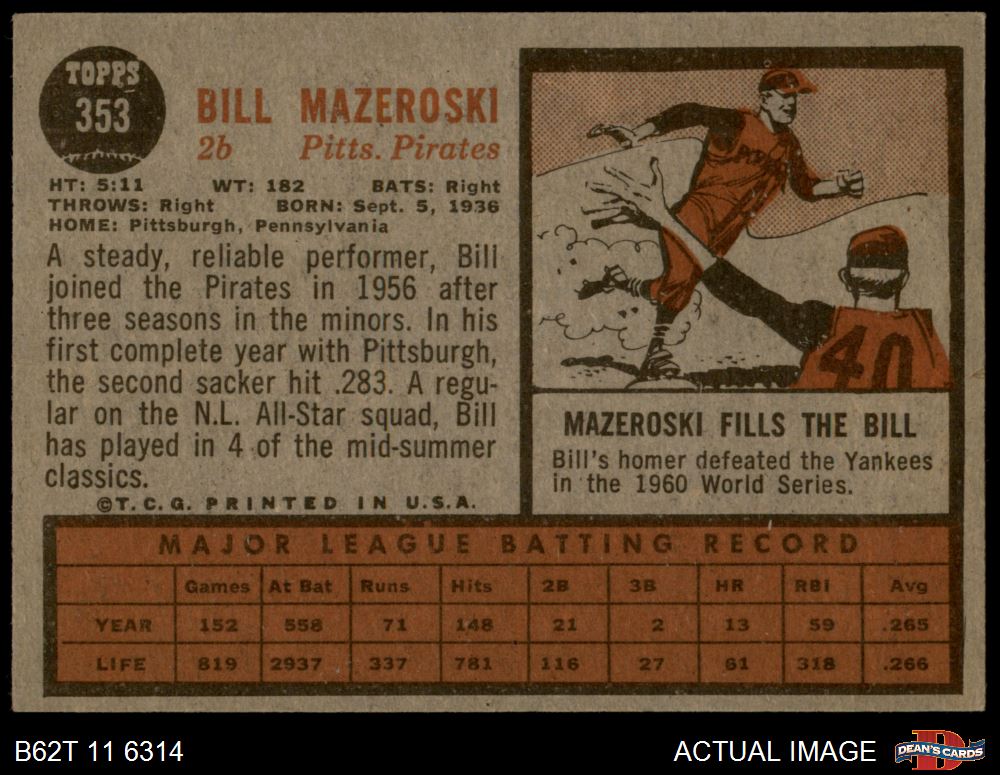 TOPPS
353
BILL MAZEROSKI
2b Pitts. Pirates
HT: 5:11 WT: 182 BATS: Right
THROWS: Right BORN: Sept. 5, 1936
HOME: Pittsburgh, Pennsylvania
A steady, reliable performer, Bill
joined the Pirates in 1956 after
three seasons in the minors. In his
first complete year with Pittsburgh,
the second sacker hit .283. A regu-
lar on the N.L. All-Star squad, Bill
has played in 4 of the mid-summer
classics.
©T.C.G. PRINTED IN U.S.A.
40
MAZEROSKI FILLS THE BILL
Bill's homer defeated the Yankees
in the 1960 World Series.
MAJOR LEAGUE BATTING RECORD
Games At Bat Runs Hits 2B 3B HR RBI Avg
YEAR 152 558 71 148 21 2 13 59 .265
LIFE 819 2937 337 781 116 27 61 318 .266
B62T 11 6314
ACTUAL IMAGE
DEAN'S CARDS